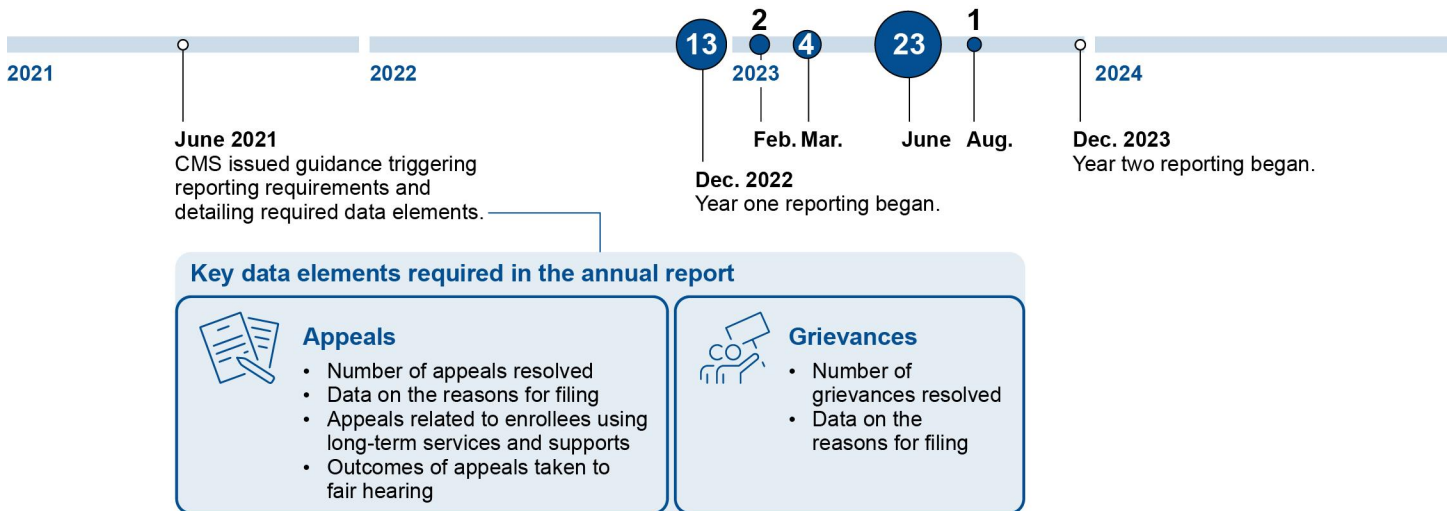 2
1
13
4
23
2021
2022
2023
2024
June 2021
CMS issued guidance triggering
reporting requirements and
detailing required data elements.
Feb.
Mar.
June
Aug.
Dec. 2022
Year one reporting began.
Dec. 2023
Year two reporting began.
Key data elements required in the annual report
Appeals
• Number of appeals resolved
• Data on the reasons for filing
• Appeals related to enrollees using
long-term services and supports
• Outcomes of appeals taken to
fair hearing
Grievances
• Number of
grievances resolved
• Data on the
reasons for filing